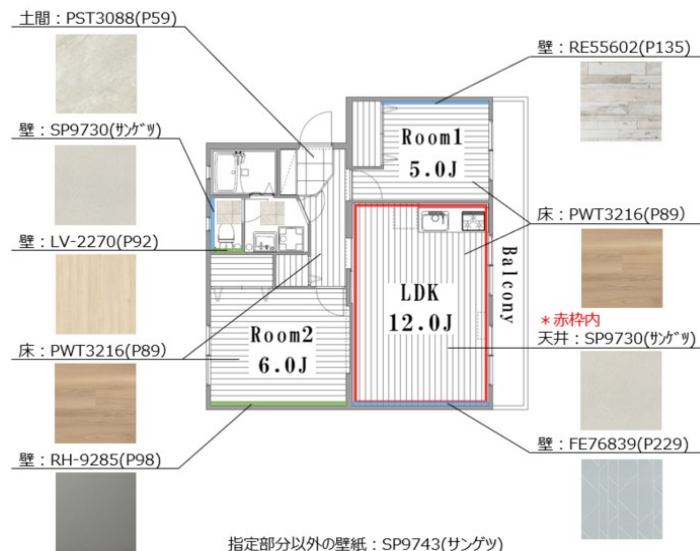 土間：PST3088(P59)
壁：SP9730(ｻﾝｹﾞﾂ)
壁：LV-2270(P92)
床：PWT3216(P89)
壁：RH-9285(P98)
Room1
5.0J
LDK
12.0J
Room2
6.0J
Balcony
壁：RE55602(P135)
床：PWT3216(P89)
＊赤枠内
天井：SP9730(ｻﾝｹﾞﾂ)
壁：FE76839(P229)
指定部分以外の壁紙：SP9743(サンゲツ)